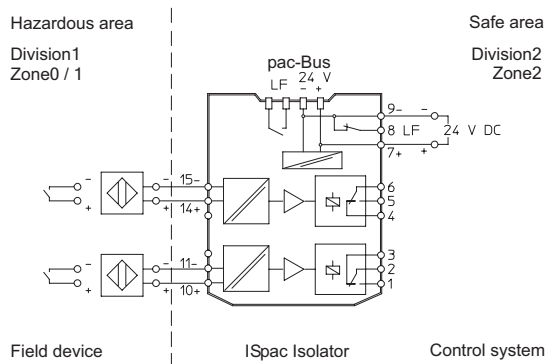 Hazardous area
Safe area
Division1
Zone0 / 1
Division2
Zone2
pac-Bus
LF 24 V
- +
9- -
8 LF 24 V DC
7+ +
- - 15-
+ + 14+
6
5
4
- - 11-
+ + 10+
3
2
1
Field device
ISpac Isolator
Control system